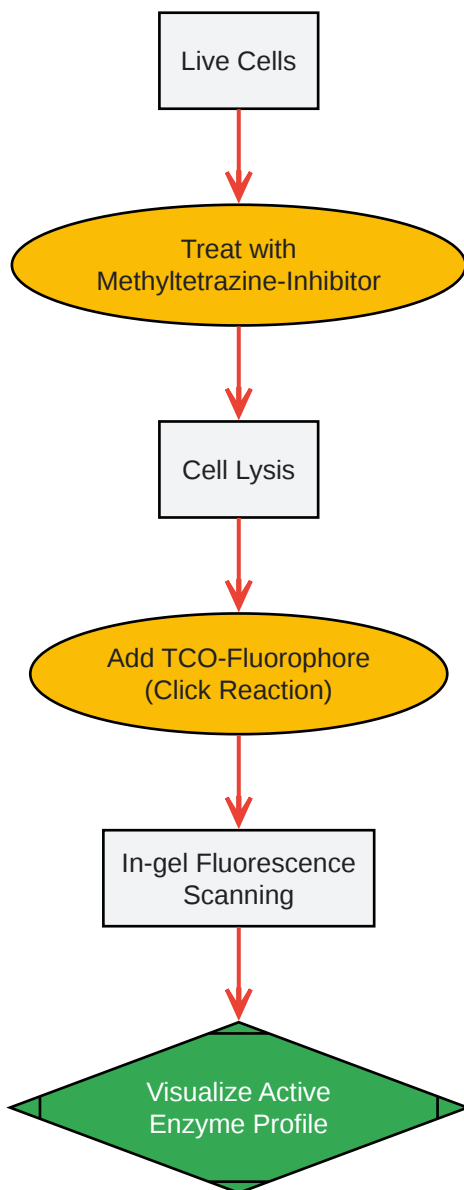 Live Cells
Treat with
Methyltetrazine-Inhibitor
Cell Lysis
Add TCO-Fluorophore
(Click Reaction)
In-gel Fluorescence
Scanning
Visualize Active
Enzyme Profile